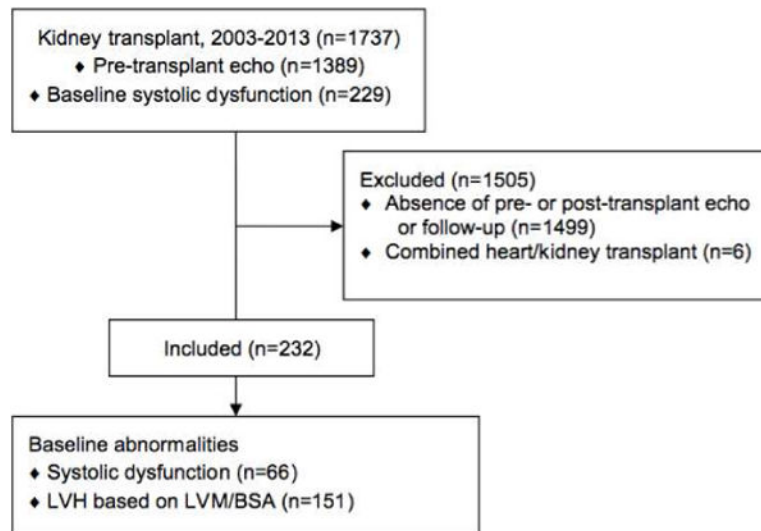 Kidney transplant, 2003-2013 (n=1737)
♦ Pre-transplant echo (n=1389)
♦ Baseline systolic dysfunction (n=229)
Excluded (n=1505)
♦ Absence of pre- or post-transplant echo
or follow-up (n=1499)
♦ Combined heart/kidney transplant (n=6)
Included (n=232)
Baseline abnormalities
♦ Systolic dysfunction (n=66)
♦ LVH based on LVM/BSA (n=151)